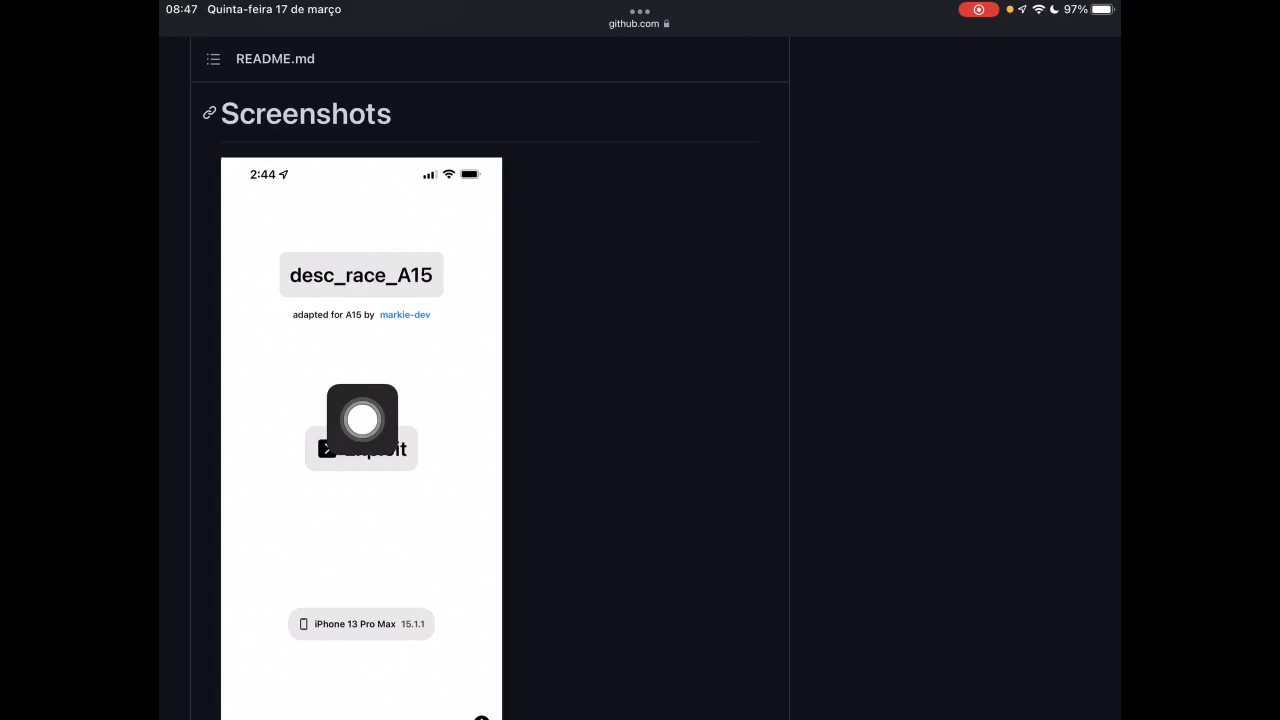 08:47 Quinta-feira 17 de março
97%
github.com
README.md
Screenshots
2:44
desc_race_A15
adapted for A15 by markie-dev
iPhone 13 Pro Max 15.1.1